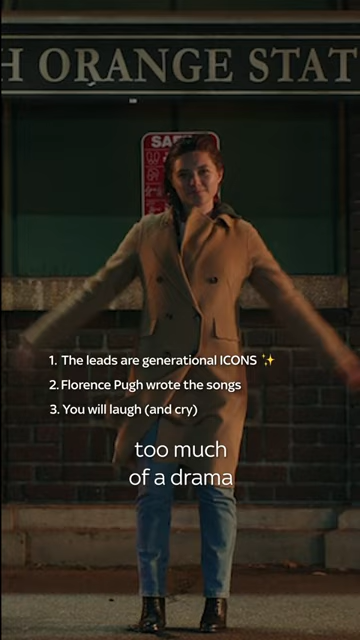 H ORANGE STAT
SAFE
1. The leads are generational ICONS ✨
2. Florence Pugh wrote the songs
3. You will laugh (and cry)
too much
of a drama